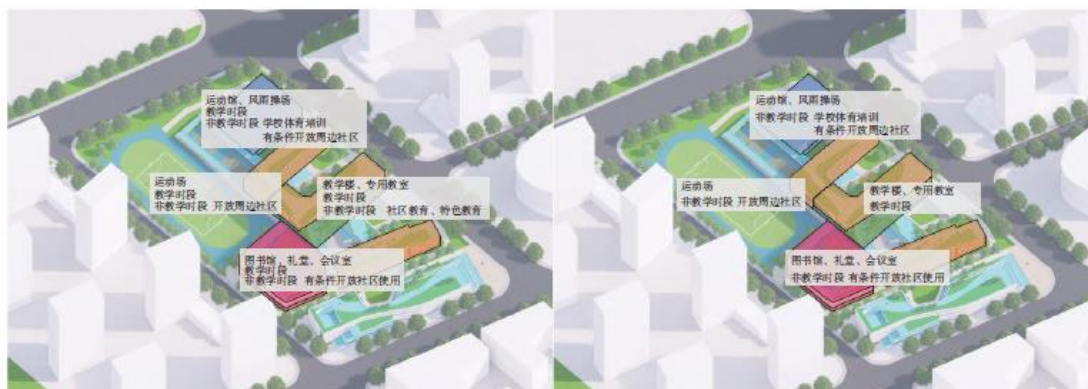 运动馆、风雨操场
教学时段
非教学时段 学校体育培训
有条件开放周边社区
运动场
教学时段
非教学时段 开放周边社区
教学楼、专用教室
教学时段
非教学时段 社区教育、特色教育
图书馆、礼堂、会议室
教学时段
非教学时段 有条件开放社区使用
运动馆、风雨操场
非教学时段 学校体育培训
有条件开放周边社区
运动场
非教学时段 开放周边社区
教学楼、专用教室
教学时段
图书馆、礼堂、会议室
非教学时段 有条件开放社区使用